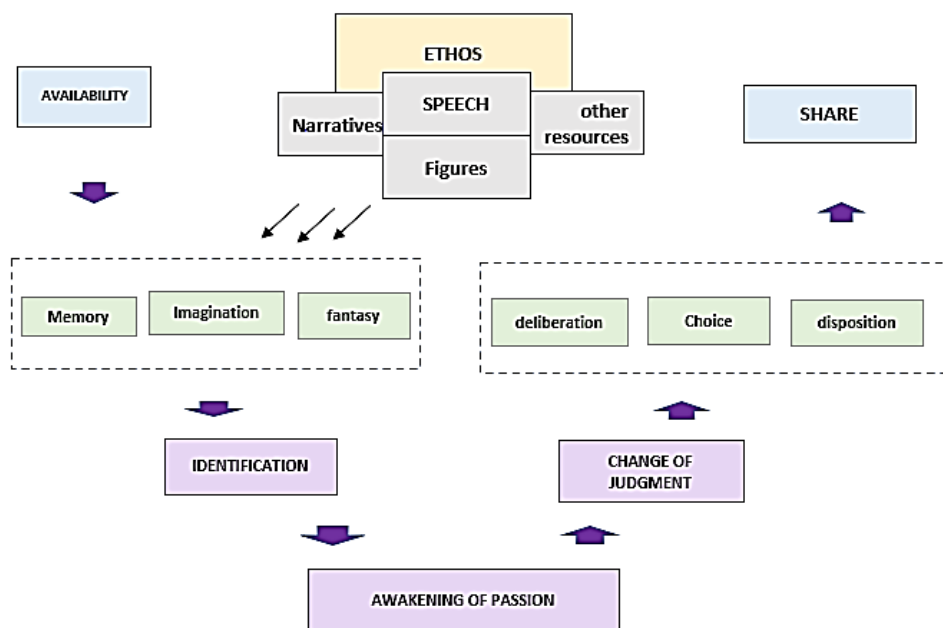 ETHOS
AVAILABILITY
SPEECH
Narratives
other
resources
SHARE
Figures
Memory
Imagination
fantasy
deliberation
Choice
disposition
IDENTIFICATION
CHANGE OF
JUDGMENT
AWAKENING OF PASSION